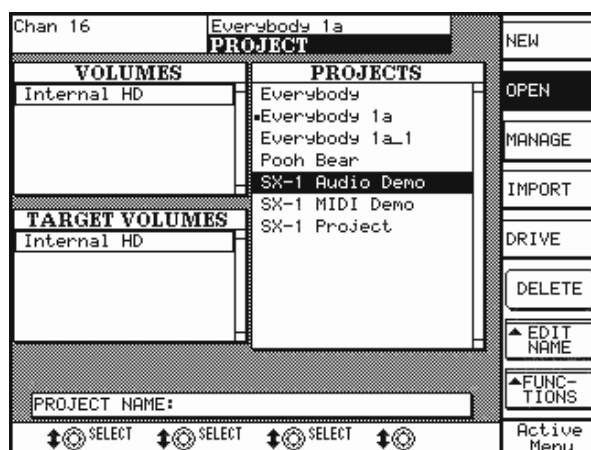 Chan 16
Everybody 1a
PROJECT
VOLUMES
Internal HD
TARGET VOLUMES
Internal HD
PROJECTS
Everybody
Everybody 1a
Everybody 1a_1
Pooh Bear
SX-1 Audio Demo
SX-1 MIDI Demo
SX-1 Project
PROJECT NAME:
SELECT SELECT SELECT
NEW
OPEN
MANAGE
IMPORT
DRIVE
DELETE
EDIT
NAME
FUNC-
TIONS
Active
Menu